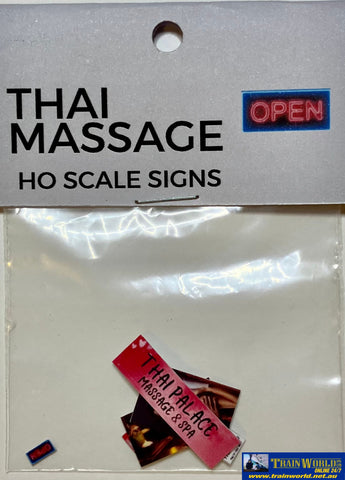 THAI
MASSAGE
OPEN
HO SCALE SIGNS
THAI PALACE
MASSAGE & SPA
TRAIN WORLD
ONLINE 24/7
www.trainworld.net.au